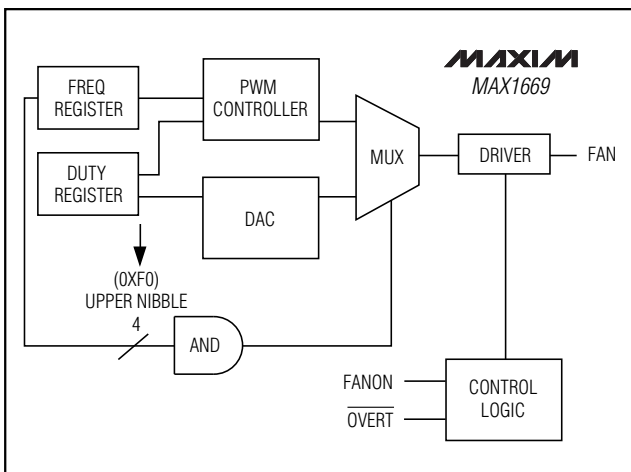 MAXIM
MAX1669
FREQ
REGISTER
PWM
CONTROLLER
DUTY
REGISTER
DAC
MUX
DRIVER
FAN
(0XF0)
UPPER NIBBLE
4
AND
FANON
OVERT
CONTROL
LOGIC